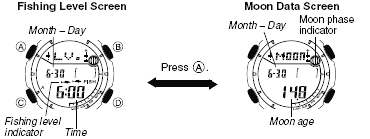 Fishing Level Screen
Moon Data Screen
Month – Day
Month – Day
Moon phase
indicator
A
B
C
D
L.v.
6-30
FISH
6:00
Press A.
MOON
6-30
148
Fishing level
indicator
Time
Moon age